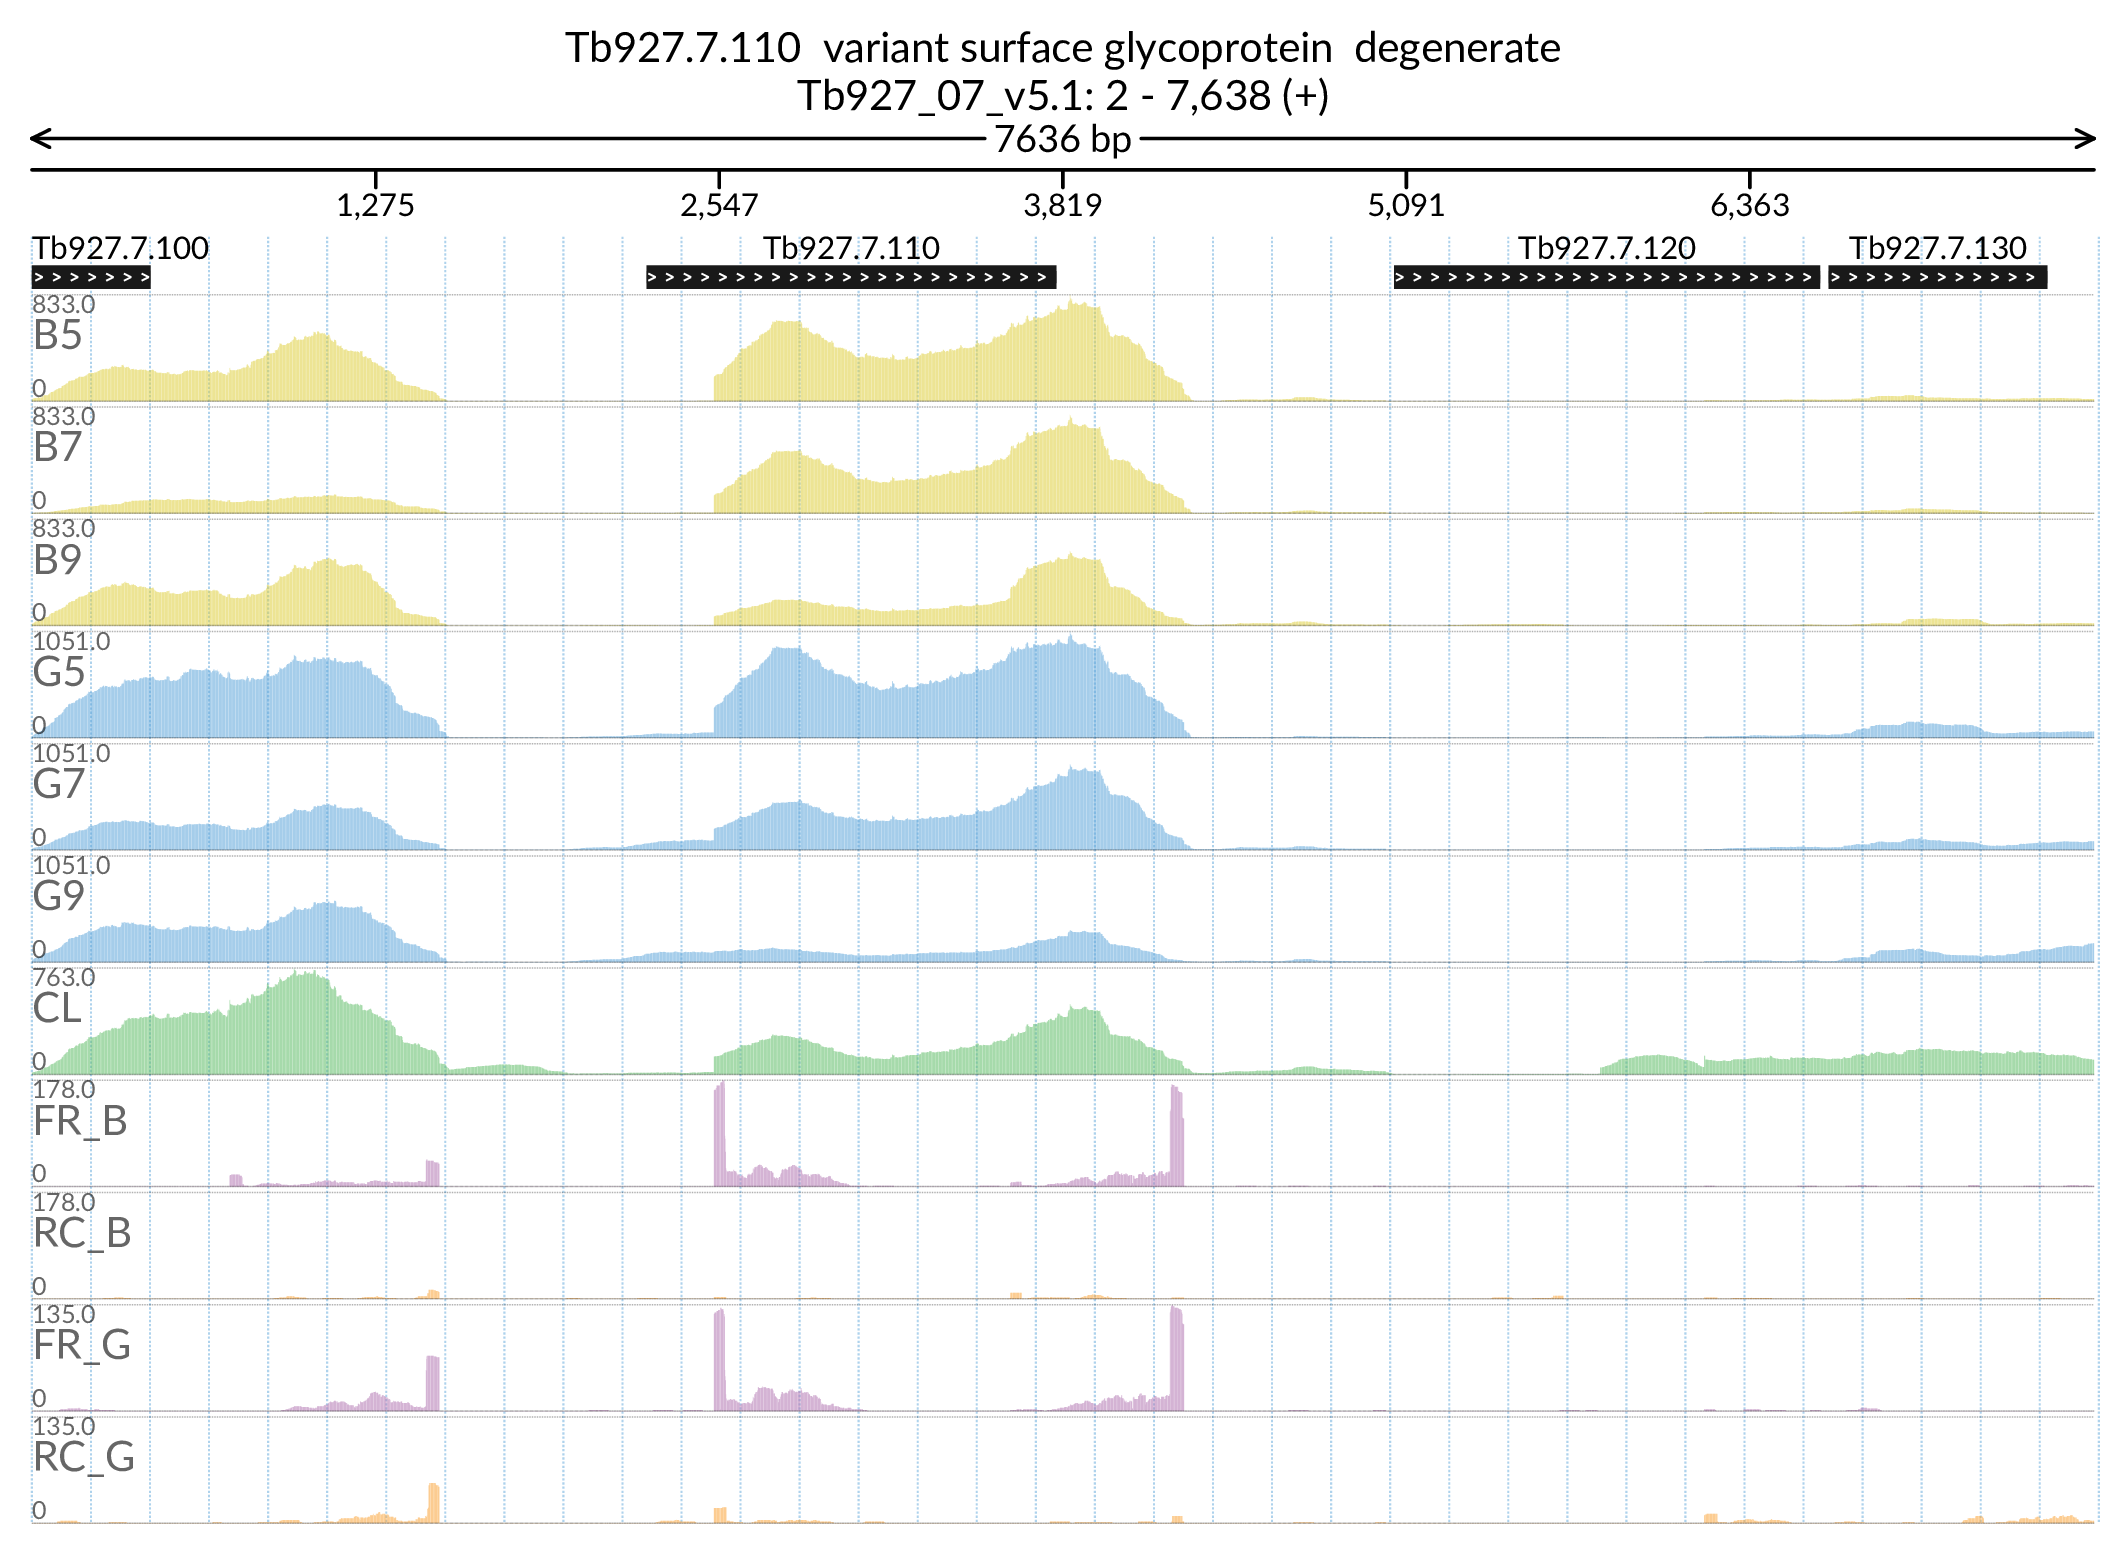 Tb927.7.110  variant surface glycoprotein  degenerate
Tb927_07_v5.1: 2 - 7,638 (+)
7636 bp
1,275 2,547 3,819 5,091 6,363
Tb927.7.100 Tb927.7.110 Tb927.7.120 Tb927.7.130
833.0
B5
0
833.0
B7
0
833.0
B9
0
1051.0
G5
0
1051.0
G7
0
1051.0
G9
0
763.0
CL
0
178.0
FR_B
0
178.0
RC_B
0
135.0
FR_G
0
135.0
RC_G
0